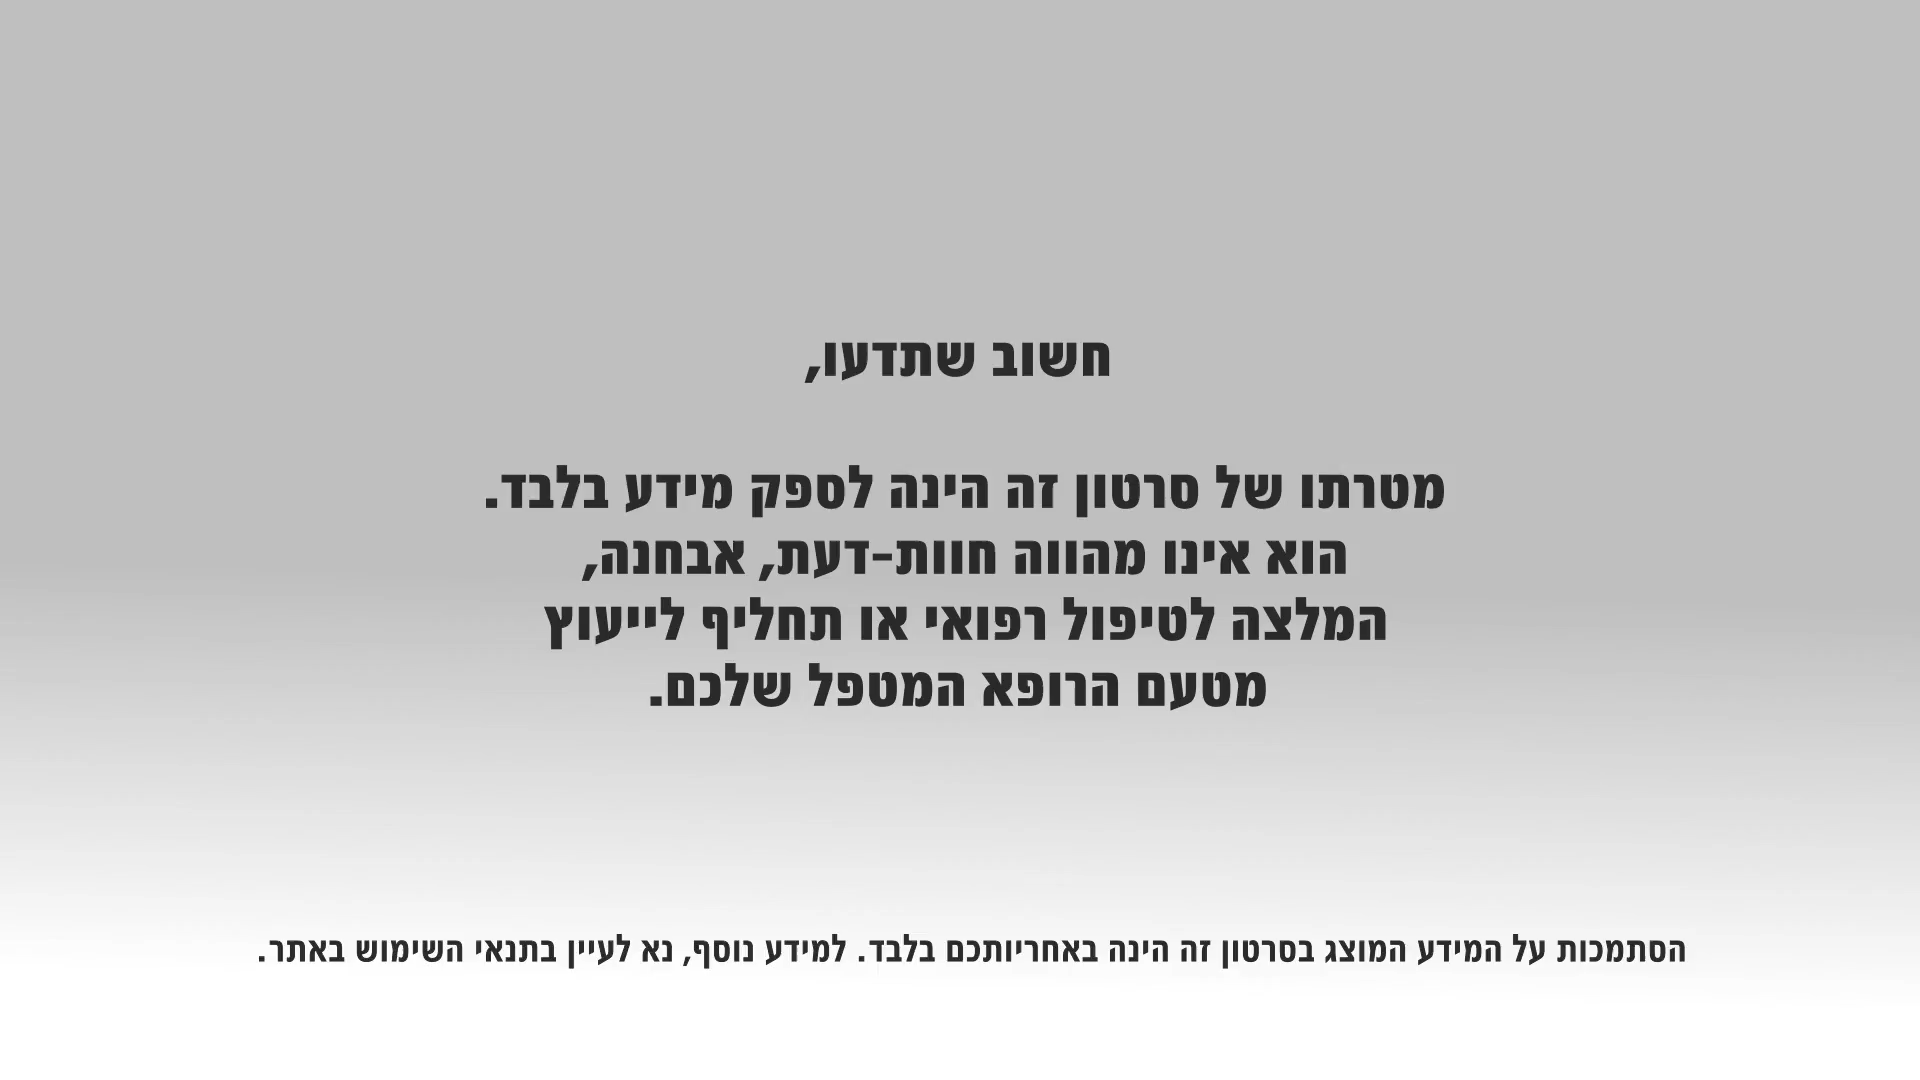 חשוב שתדעו,
מטרתו של סרטון זה הינה לספק מידע בלבד.
הוא אינו מהווה חוות-דעת, אבחנה,
המלצה לטיפול רפואי או תחליף לייעוץ
מטעם הרופא המטפל שלכם.
הסתמכות על המידע המוצג בסרטון זה הינה באחריותכם בלבד. למידע נוסף, נא לעיין בתנאי השימוש באתר.